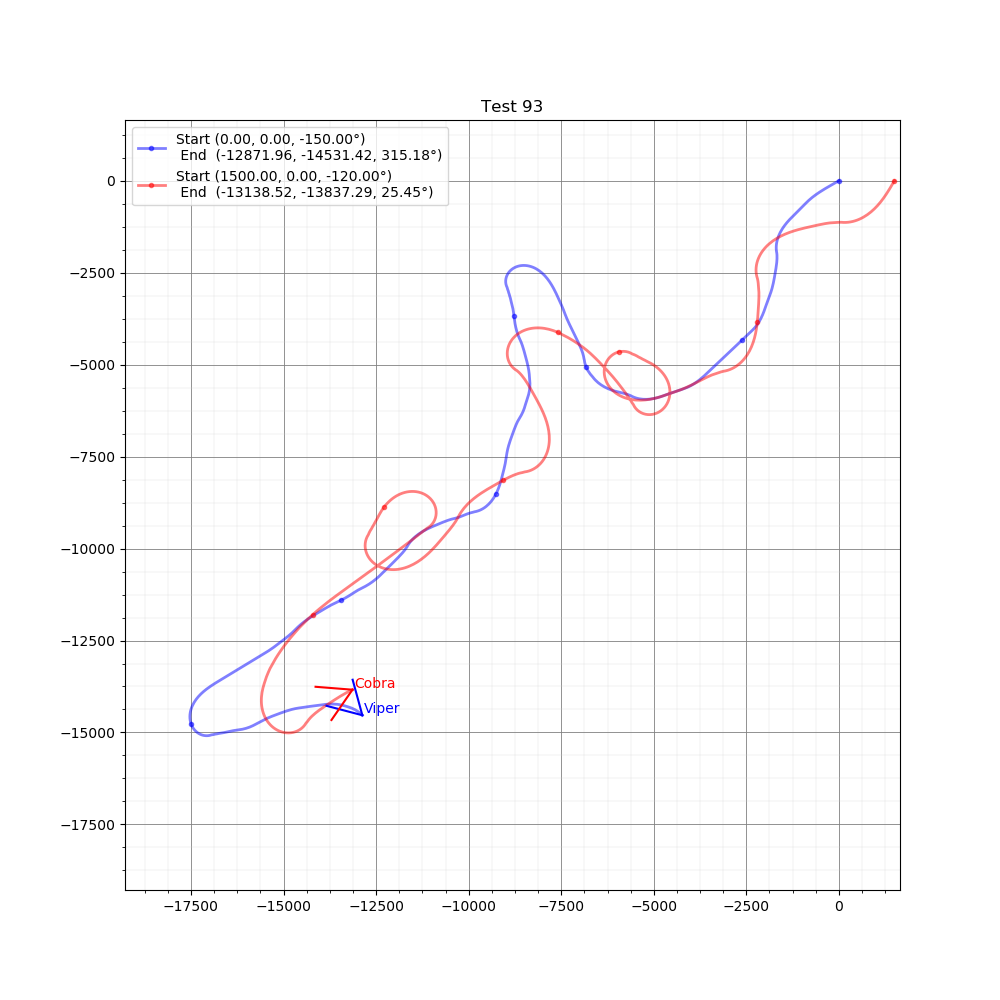 Test 93
Start (0.00, 0.00, -150.00°)
End  (-12871.96, -14531.42, 315.18°)
Start (1500.00, 0.00, -120.00°)
End  (-13138.52, -13837.29, 25.45°)
0
−2500
−5000
−7500
−10000
−12500
−15000
−17500
Cobra
Viper
−17500 −15000 −12500 −10000 −7500 −5000 −2500 0